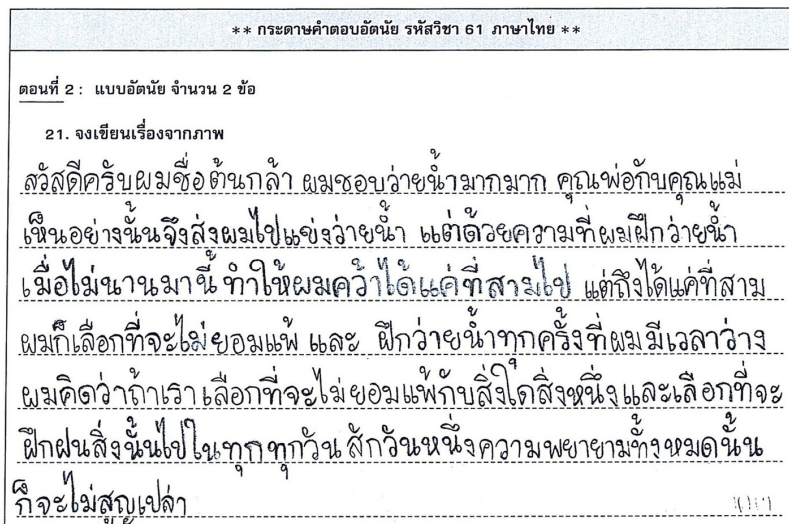 ** กระดาษคำตอบอัตนัย รหัสวิชา 61 ภาษาไทย **
ตอนที่ 2 : แบบอัตนัย จำนวน 2 ข้อ
21. จงเขียนเรื่องจากภาพ
สวัสดีครับผมชื่อต้นกล้า ผมชอบว่ายน้ำมากมาก คุณพ่อกับคุณแม่
เห็นอย่างนั้นจึงส่งผมไปแข่งว่ายน้ำ แต่ด้วยความที่ผมฝึกว่ายน้ำ
เมื่อไม่นานมานี้ ทำให้ผมคว้าได้แค่ที่สามไป แต่ถึงได้แค่ที่สาม
ผมก็เลือกที่จะไม่ยอมแพ้ และ ฝึกว่ายน้ำทุกครั้งที่ผมมีเวลาว่าง
ผมคิดว่าถ้าเราเลือกที่จะไม่ยอมแพ้กับสิ่งใดสิ่งหนึ่งและเลือกที่จะ
ฝึกฝนสิ่งนั้นไปในทุกทุกวัน สักวันหนึ่งความพยายามทั้งหมดนั้น
ก็จะไม่สูญเปล่า